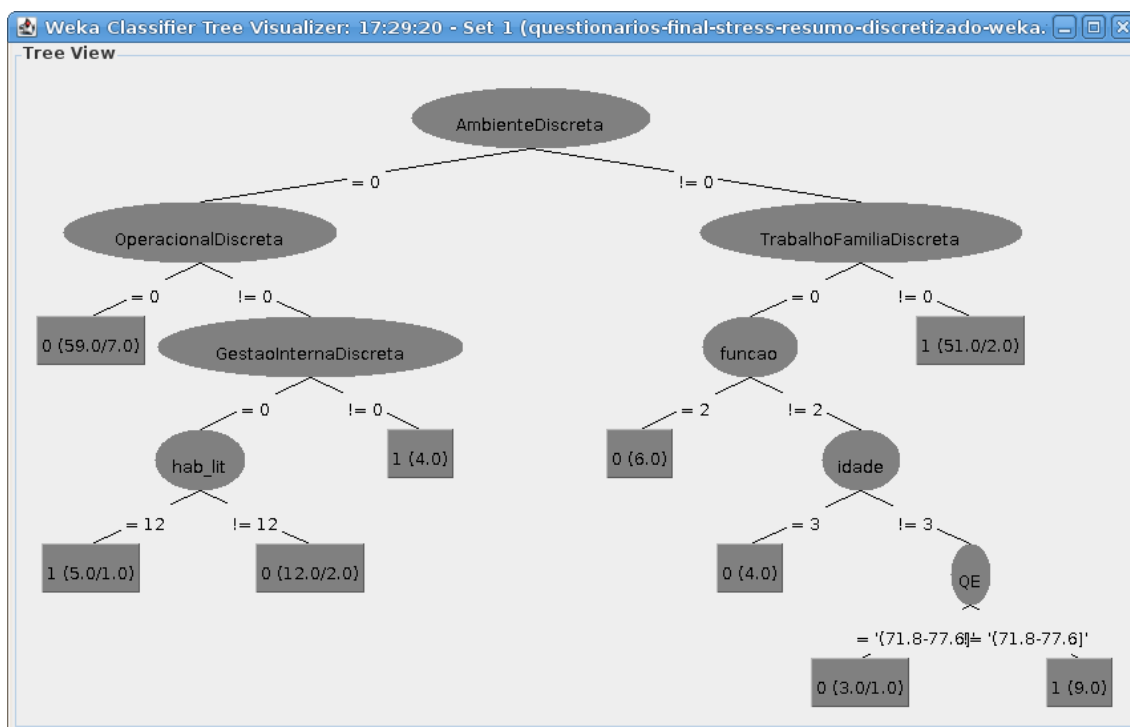 Weka Classifier Tree Visualizer: 17:29:20 - Set 1 (questionarios-final-stress-resumo-discretizado-weka.
Tree View
AmbienteDiscreta
= 0 != 0
OperacionalDiscreta TrabalhoFamiliaDiscreta
= 0 != 0 = 0 != 0
0 (59.0/7.0) GestaoInternaDiscreta funcao 1 (51.0/2.0)
= 0 != 0 = 2 != 2
hab_lit 1 (4.0) 0 (6.0) idade
= 12 != 12 = 3 != 3
1 (5.0/1.0) 0 (12.0/2.0) 0 (4.0) QE
= '(71.8-77.6]' != '(71.8-77.6]'
0 (3.0/1.0) 1 (9.0)